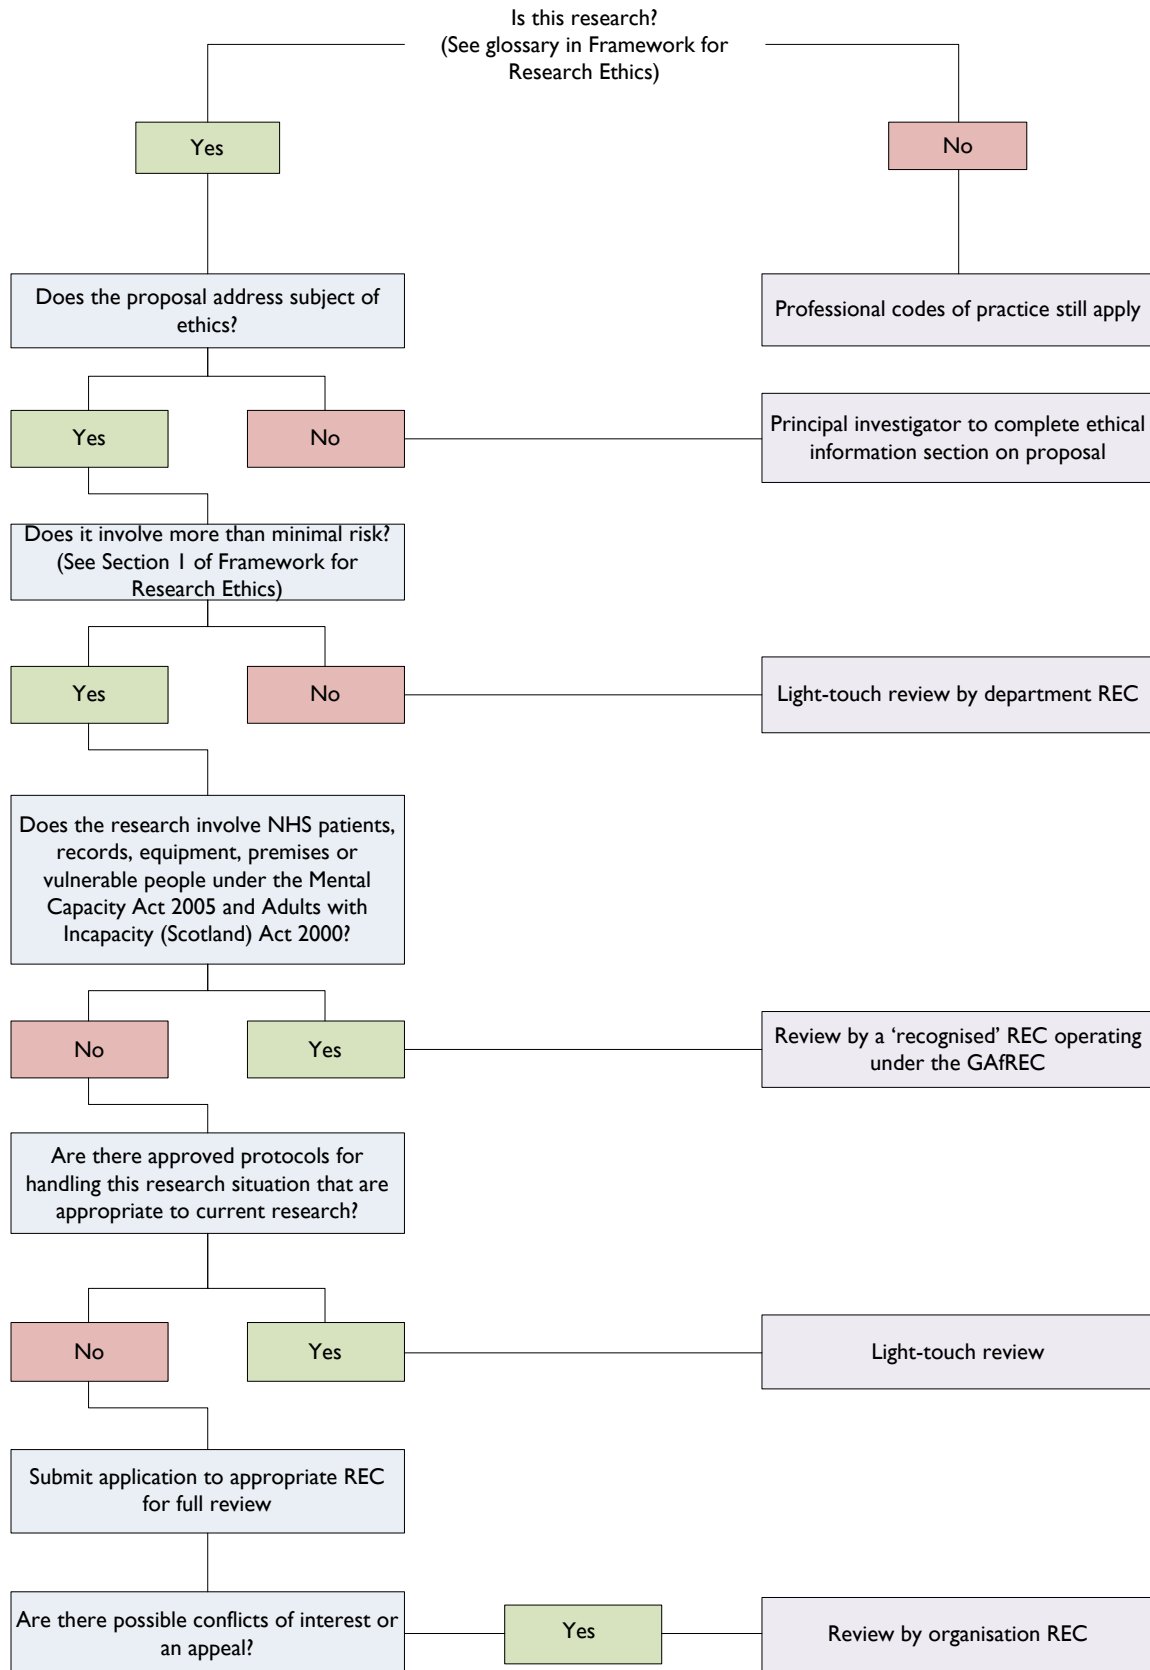 Is this research?
(See glossary in Framework for
Research Ethics)
Yes
No
Does the proposal address subject of
ethics?
Professional codes of practice still apply
Yes
No
Principal investigator to complete ethical
information section on proposal
Does it involve more than minimal risk?
(See Section 1 of Framework for
Research Ethics)
Yes
No
Light-touch review by department REC
Does the research involve NHS patients,
records, equipment, premises or
vulnerable people under the Mental
Capacity Act 2005 and Adults with
Incapacity (Scotland) Act 2000?
No
Yes
Review by a ‘recognised’ REC operating
under the GAfREC
Are there approved protocols for
handling this research situation that are
appropriate to current research?
No
Yes
Light-touch review
Submit application to appropriate REC
for full review
Are there possible conflicts of interest or
an appeal?
Yes
Review by organisation REC